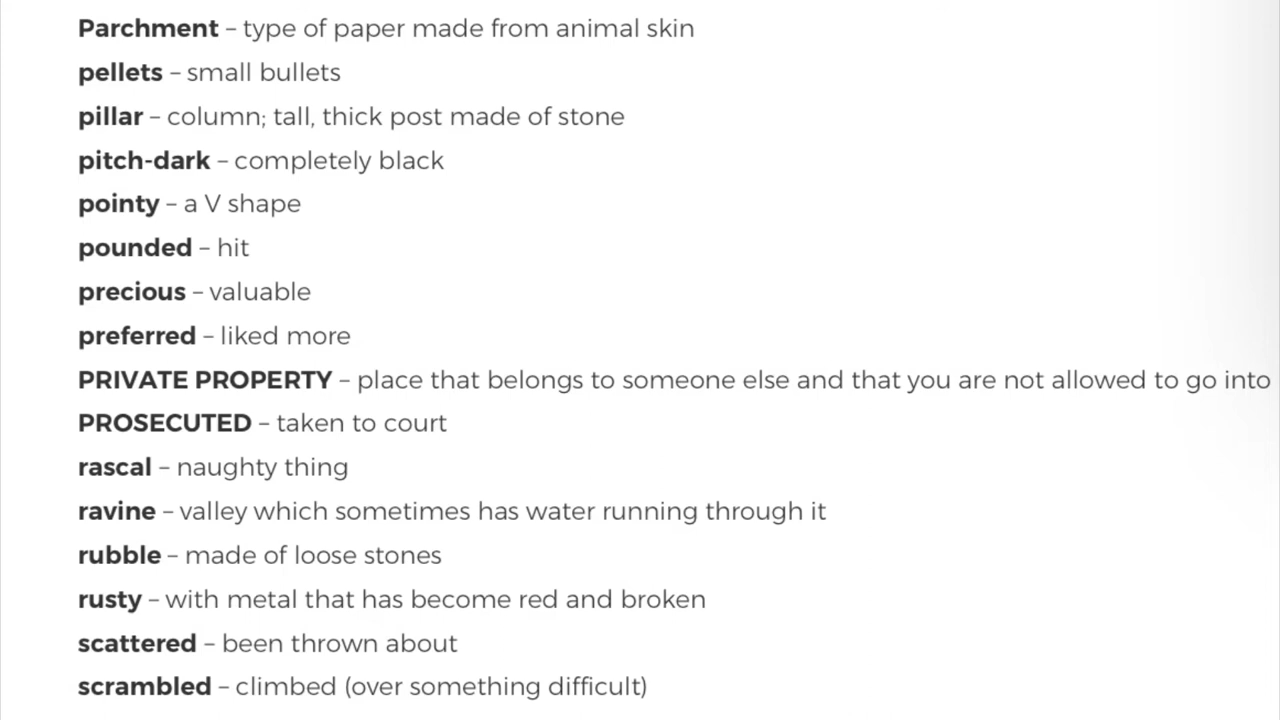 Parchment – type of paper made from animal skin
pellets – small bullets
pillar – column; tall, thick post made of stone
pitch-dark – completely black
pointy – a V shape
pounded – hit
precious – valuable
preferred – liked more
PRIVATE PROPERTY – place that belongs to someone else and that you are not allowed to go into
PROSECUTED – taken to court
rascal – naughty thing
ravine – valley which sometimes has water running through it
rubble – made of loose stones
rusty – with metal that has become red and broken
scattered – been thrown about
scrambled – climbed (over something difficult)